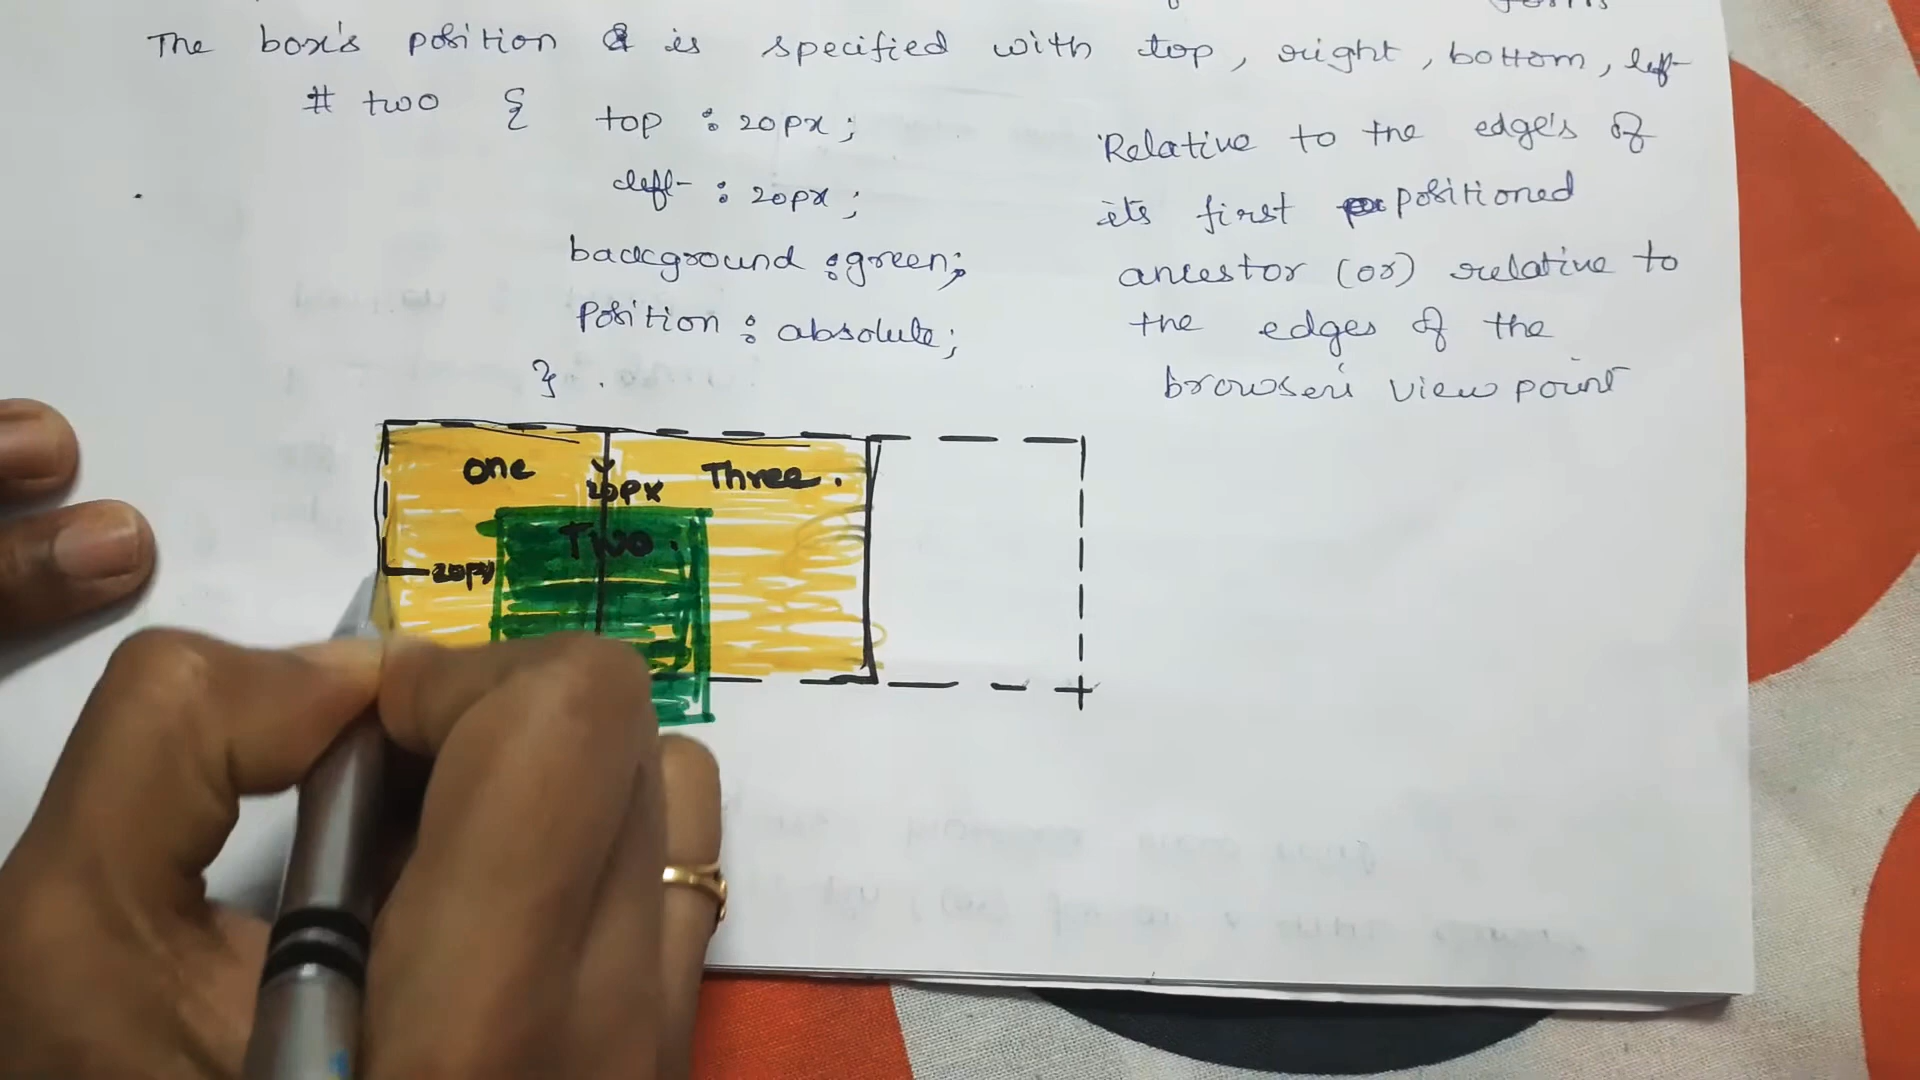 The box's position is specified with top, right, bottom, left
# two { top : 20px;
left : 20px;
background : green;
Position : absolute;
} .
Relative to the edge's of
its first positioned
ancestor (or) relative to
the edges of the
browser's view point
one
20px
Three.
Two.
20px